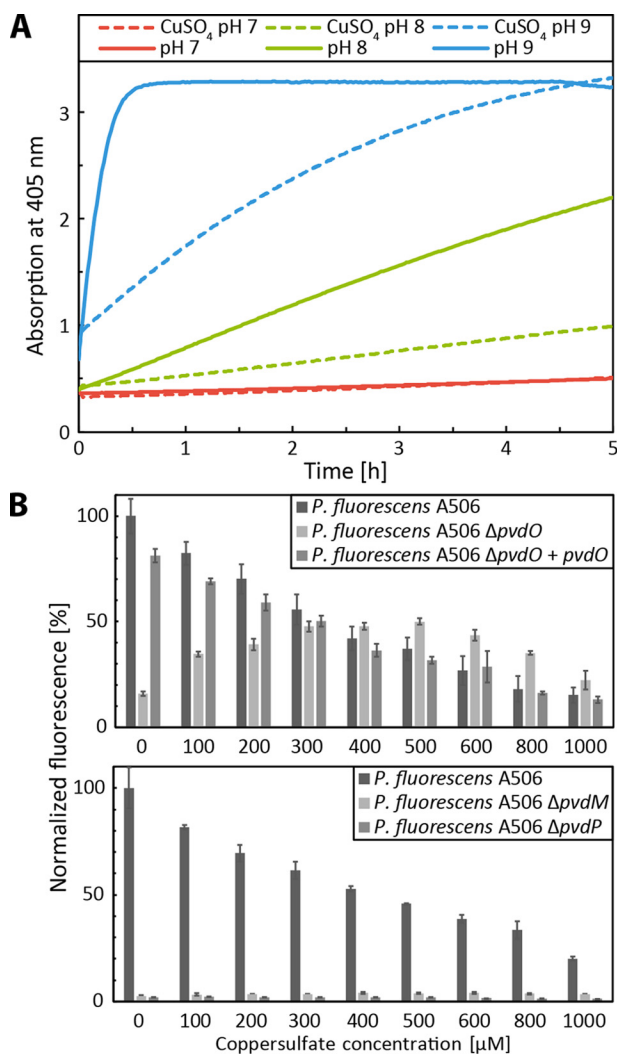 A
CuSO4 pH 7 CuSO4 pH 8 CuSO4 pH 9
pH 7 pH 8 pH 9
Absorption at 405 nm
3
2
1
0
0 1 2 3 4 5
Time [h]
B
Normalized fluorescence [%]
P. fluorescens A506
P. fluorescens A506 ΔpvdO
P. fluorescens A506 ΔpvdO + pvdO
100
50
0
0 100 200 300 400 500 600 800 1000
P. fluorescens A506
P. fluorescens A506 ΔpvdM
P. fluorescens A506 ΔpvdP
100
50
0
0 100 200 300 400 500 600 800 1000
Coppersulfate concentration [µM]